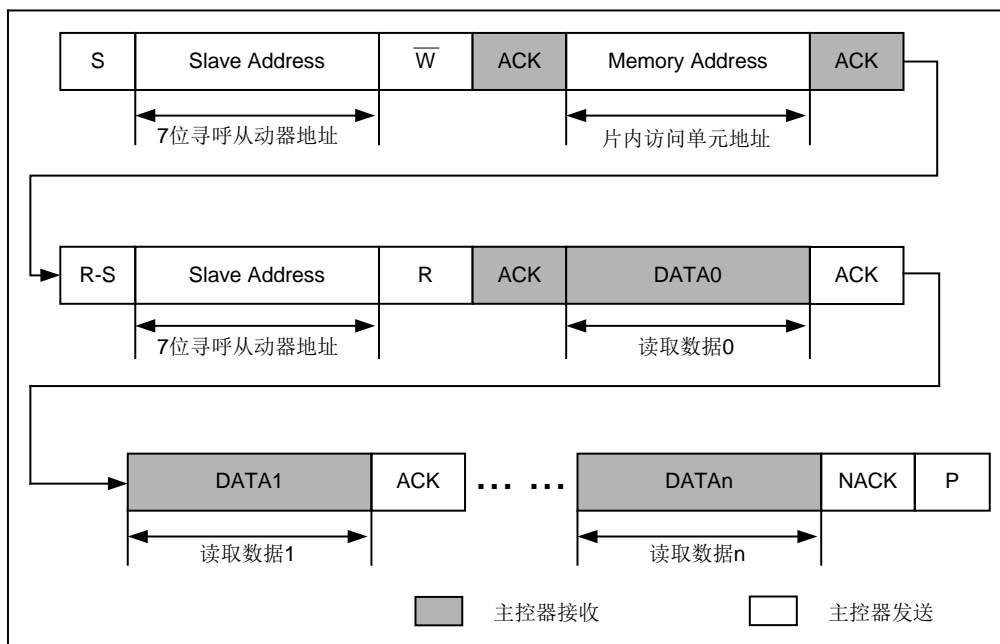 S Slave Address W ACK Memory Address ACK
7位寻呼从动器地址 片内访问单元地址
R-S Slave Address R ACK DATA0 ACK
7位寻呼从动器地址 读取数据0
DATA1 ACK ... ... DATAn NACK P
读取数据1 读取数据n
主控器接收 主控器发送